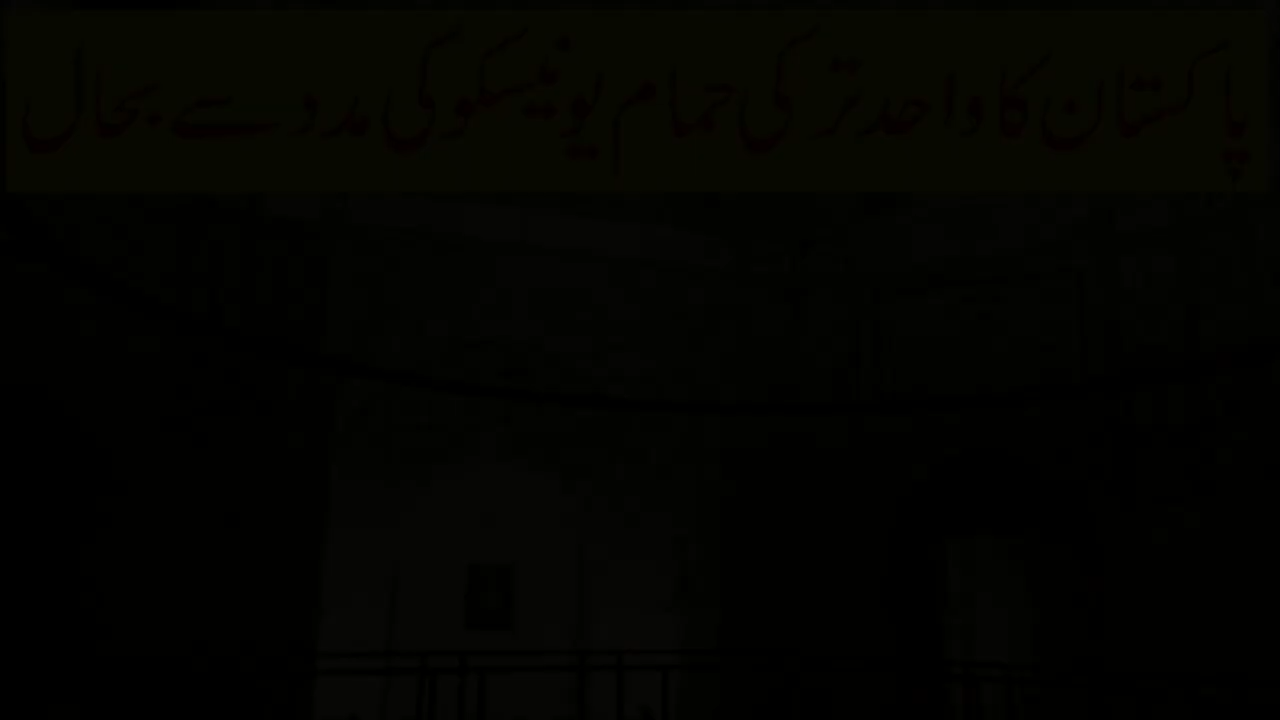 پاکستان کا واحد ترکی حمام یونیسکو کی مدد سے بحال